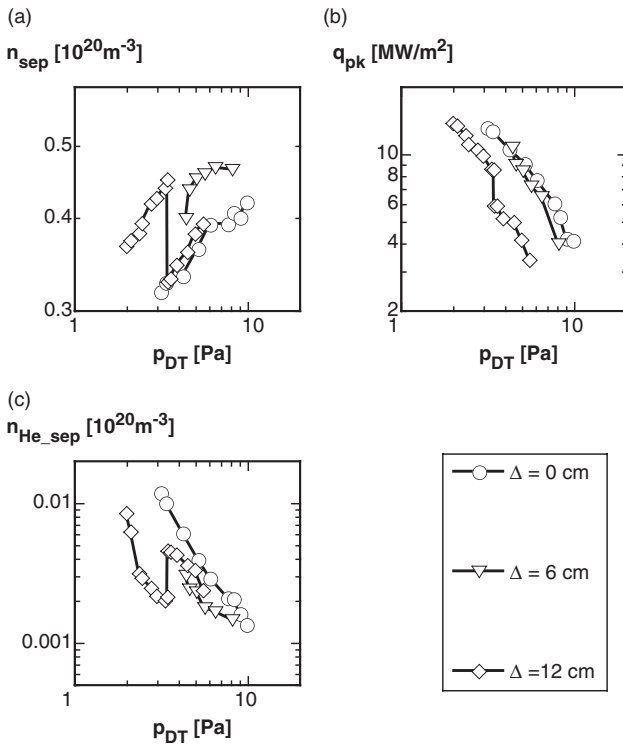 (a)
n_sep [10^20 m^-3]
0.5
0.4
0.3
1
10
p_DT [Pa]
(b)
q_pk [MW/m^2]
10
8
6
4
2
1
10
p_DT [Pa]
(c)
n_He_sep [10^20 m^-3]
0.01
0.001
1
10
p_DT [Pa]
Δ = 0 cm
Δ = 6 cm
Δ = 12 cm